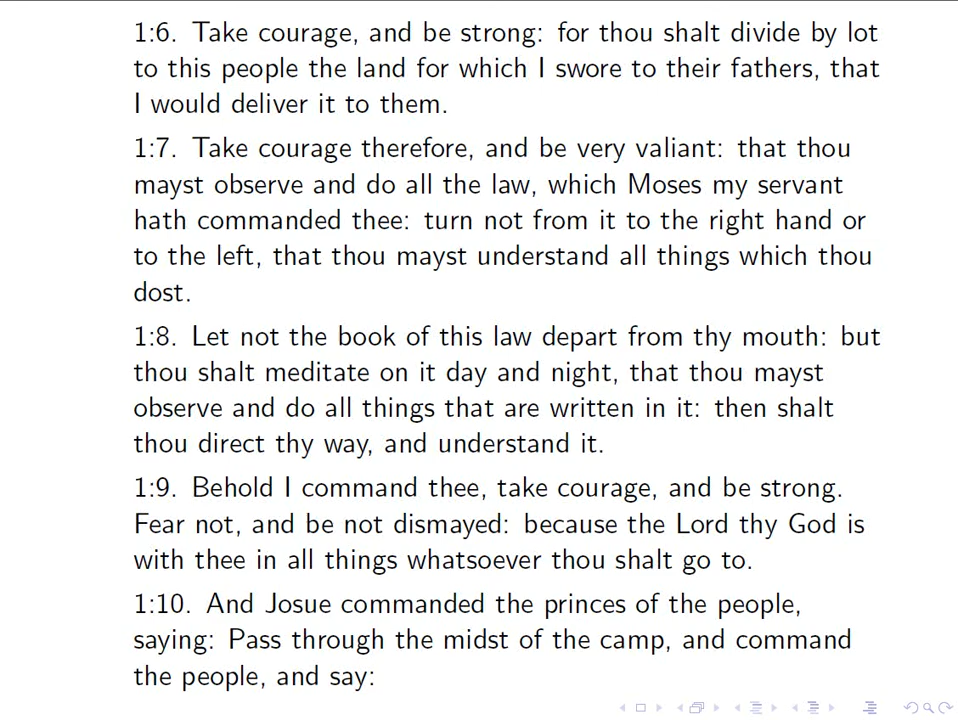 1:6. Take courage, and be strong: for thou shalt divide by lot
to this people the land for which I swore to their fathers, that
I would deliver it to them.
1:7. Take courage therefore, and be very valiant: that thou
mayst observe and do all the law, which Moses my servant
hath commanded thee: turn not from it to the right hand or
to the left, that thou mayst understand all things which thou
dost.
1:8. Let not the book of this law depart from thy mouth: but
thou shalt meditate on it day and night, that thou mayst
observe and do all things that are written in it: then shalt
thou direct thy way, and understand it.
1:9. Behold I command thee, take courage, and be strong.
Fear not, and be not dismayed: because the Lord thy God is
with thee in all things whatsoever thou shalt go to.
1:10. And Josue commanded the princes of the people,
saying: Pass through the midst of the camp, and command
the people, and say: